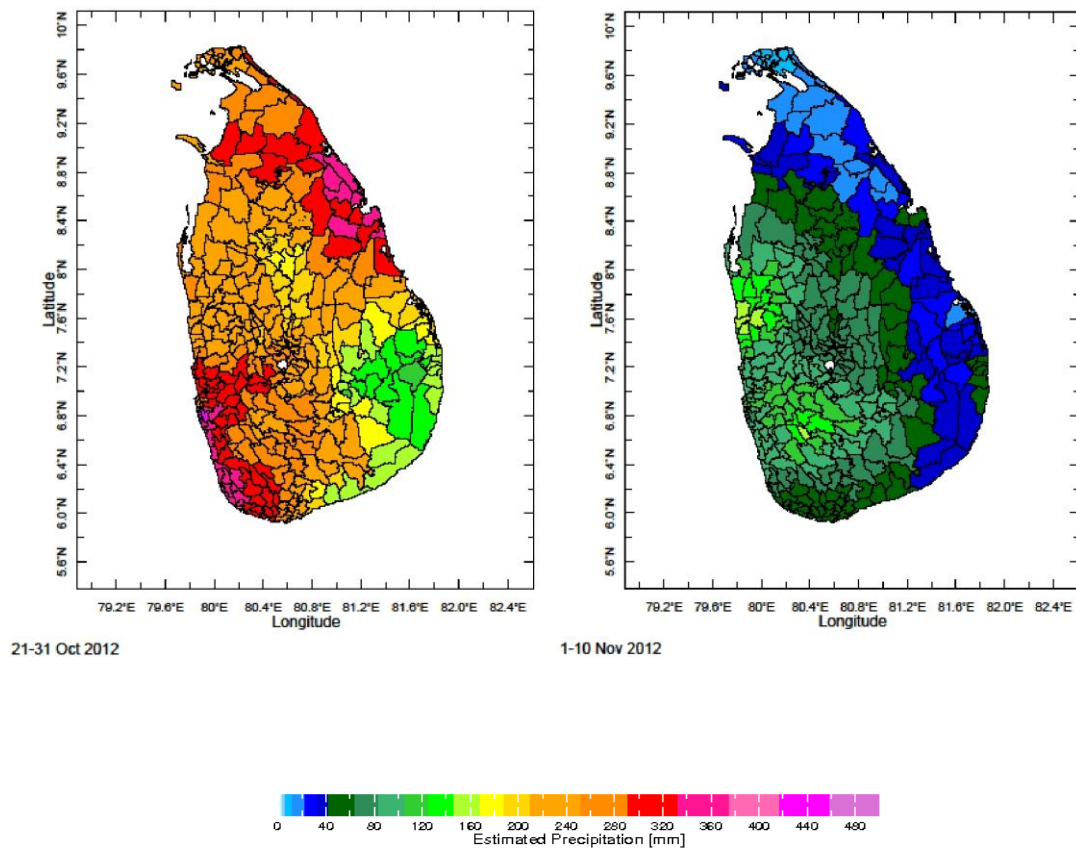 10°N
9.6°N
9.2°N
8.8°N
8.4°N
8°N
7.6°N
7.2°N
6.8°N
6.4°N
6.0°N
5.6°N
Latitude
79.2°E 79.6°E 80°E 80.4°E 80.8°E 81.2°E 81.6°E 82.0°E 82.4°E
Longitude
21-31 Oct 2012
10°N
9.6°N
9.2°N
8.8°N
8.4°N
8°N
7.6°N
7.2°N
6.8°N
6.4°N
6.0°N
5.6°N
Latitude
79.2°E 79.6°E 80°E 80.4°E 80.8°E 81.2°E 81.6°E 82.0°E 82.4°E
Longitude
1-10 Nov 2012
0 40 80 120 160 200 240 280 320 360 400 440 480
Estimated Precipitation [mm]